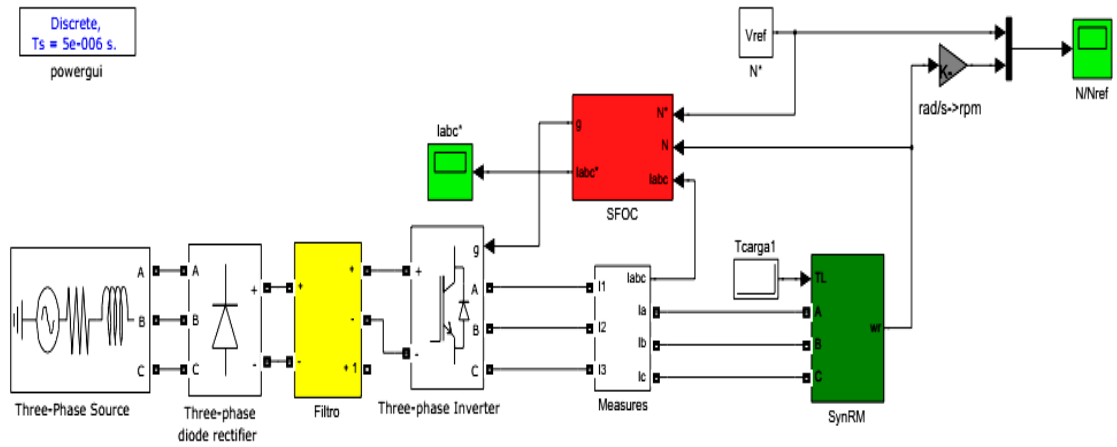 Discrete,
Ts = 5e-006 s.
powergui
Vref
N*
K-
rad/s->rpm
N/Nref
Iabc*
g
N*
N
Iabc*
Iabc
SFOC
A
B
C
Three-Phase Source
A
B
C
+
-
Three-phase
diode rectifier
+
-
+
-
+ 1
Filtro
g
+
-
A
B
C
Three-phase Inverter
I1
I2
I3
Iabc
Ia
Ib
Ic
Measures
Tcarga1
TL
A
B
C
wr
SynRM